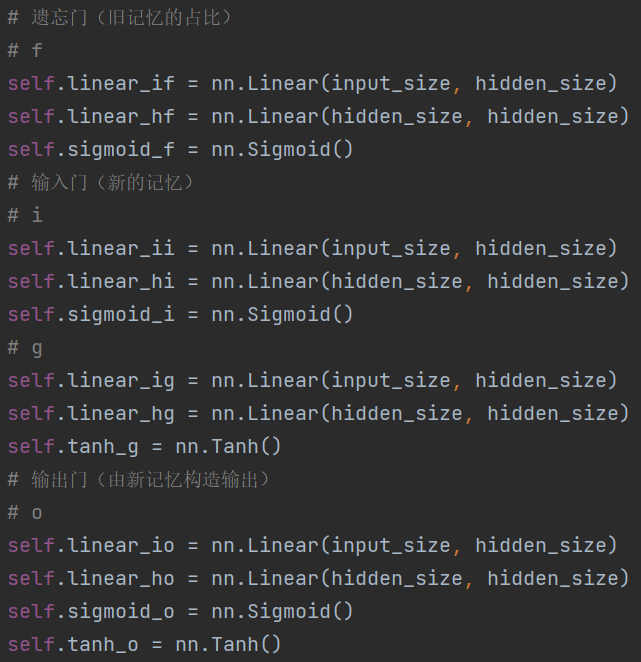 # 遗忘门（旧记忆的占比）
# f
self.linear_if = nn.Linear(input_size, hidden_size)
self.linear_hf = nn.Linear(hidden_size, hidden_size)
self.sigmoid_f = nn.Sigmoid()
# 输入门（新的记忆）
# i
self.linear_ii = nn.Linear(input_size, hidden_size)
self.linear_hi = nn.Linear(hidden_size, hidden_size)
self.sigmoid_i = nn.Sigmoid()
# g
self.linear_ig = nn.Linear(input_size, hidden_size)
self.linear_hg = nn.Linear(hidden_size, hidden_size)
self.tanh_g = nn.Tanh()
# 输出门（由新记忆构造输出）
# o
self.linear_io = nn.Linear(input_size, hidden_size)
self.linear_ho = nn.Linear(hidden_size, hidden_size)
self.sigmoid_o = nn.Sigmoid()
self.tanh_o = nn.Tanh()